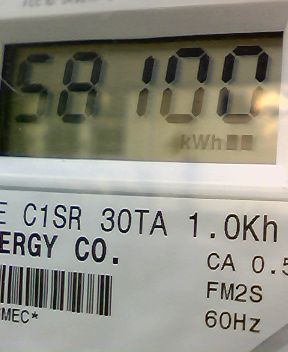 58100
kWh
E C1SR 30TA 1.0Kh
ERGY CO.
CA 0.5
FM2S
MEC*
60Hz